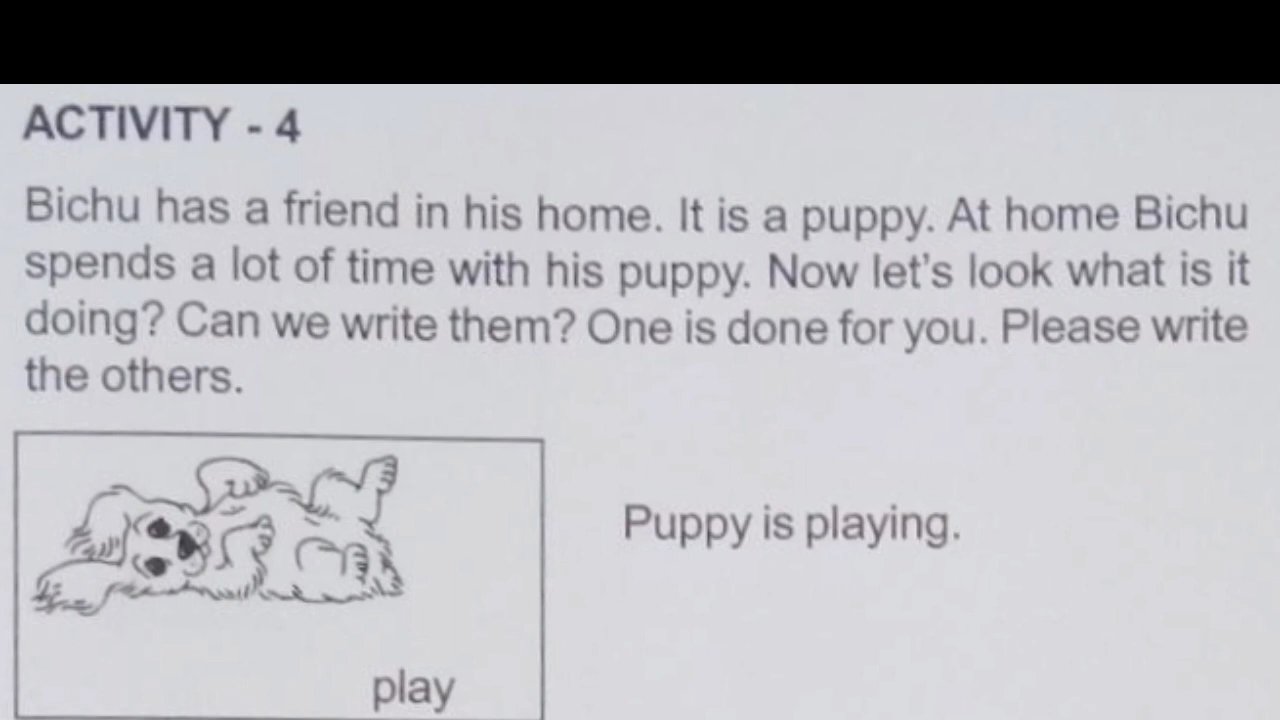 ACTIVITY - 4
Bichu has a friend in his home. It is a puppy. At home Bichu
spends a lot of time with his puppy. Now let's look what is it
doing? Can we write them? One is done for you. Please write
the others.
Puppy is playing.
play